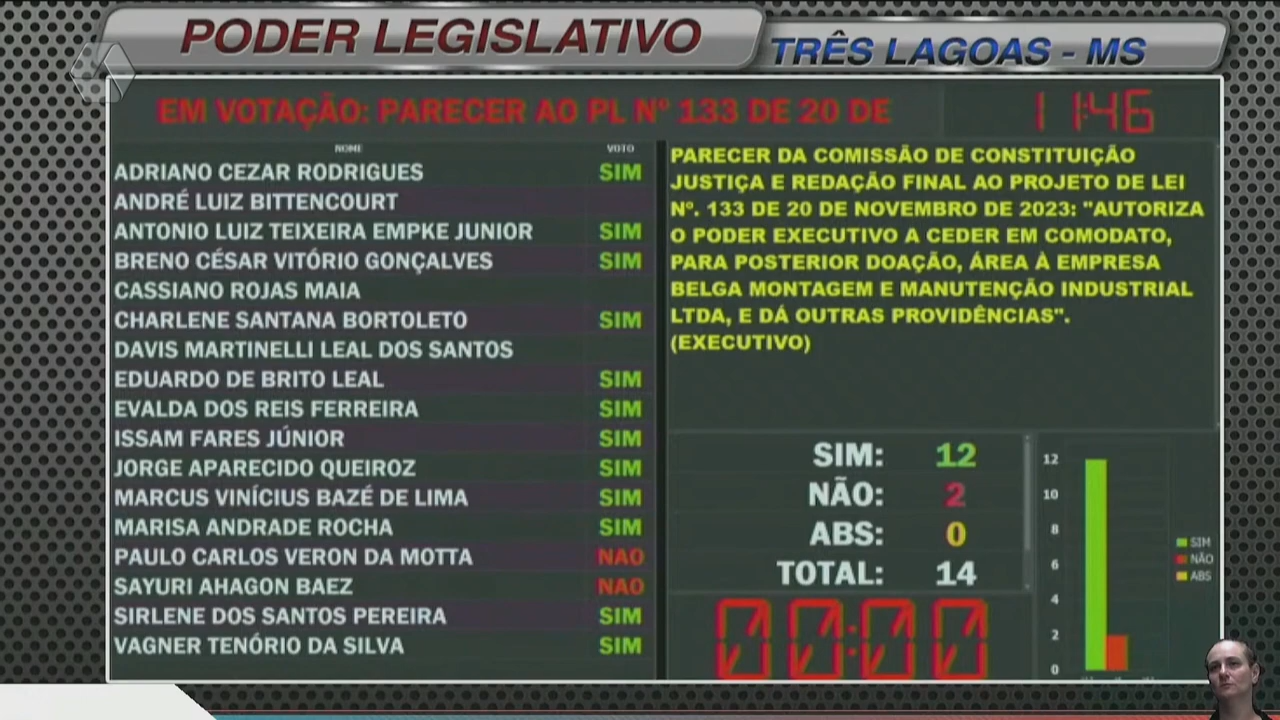 PODER LEGISLATIVO
TRÊS LAGOAS - MS
EM VOTAÇÃO: PARECER AO PL Nº 133 DE 20 DE
11:46
NOME VOTO
ADRIANO CEZAR RODRIGUES SIM
ANDRÉ LUIZ BITTENCOURT
ANTONIO LUIZ TEIXEIRA EMPKE JUNIOR SIM
BRENO CÉSAR VITÓRIO GONÇALVES SIM
CASSIANO ROJAS MAIA
CHARLENE SANTANA BORTOLETO SIM
DAVIS MARTINELLI LEAL DOS SANTOS
EDUARDO DE BRITO LEAL SIM
EVALDA DOS REIS FERREIRA SIM
ISSAM FARES JÚNIOR SIM
JORGE APARECIDO QUEIROZ SIM
MARCUS VINÍCIUS BAZÉ DE LIMA SIM
MARISA ANDRADE ROCHA SIM
PAULO CARLOS VERON DA MOTTA NAO
SAYURI AHAGON BAEZ NAO
SIRLENE DOS SANTOS PEREIRA SIM
VAGNER TENÓRIO DA SILVA SIM
PARECER DA COMISSÃO DE CONSTITUIÇÃO
JUSTIÇA E REDAÇÃO FINAL AO PROJETO DE LEI
Nº. 133 DE 20 DE NOVEMBRO DE 2023: "AUTORIZA
O PODER EXECUTIVO A CEDER EM COMODATO,
PARA POSTERIOR DOAÇÃO, ÁREA À EMPRESA
BELGA MONTAGEM E MANUTENÇÃO INDUSTRIAL
LTDA, E DÁ OUTRAS PROVIDÊNCIAS".
(EXECUTIVO)
SIM: 12
NÃO: 2
ABS: 0
TOTAL: 14
00:00
12
10
8
6
4
2
0
SIM
NÃO
ABS